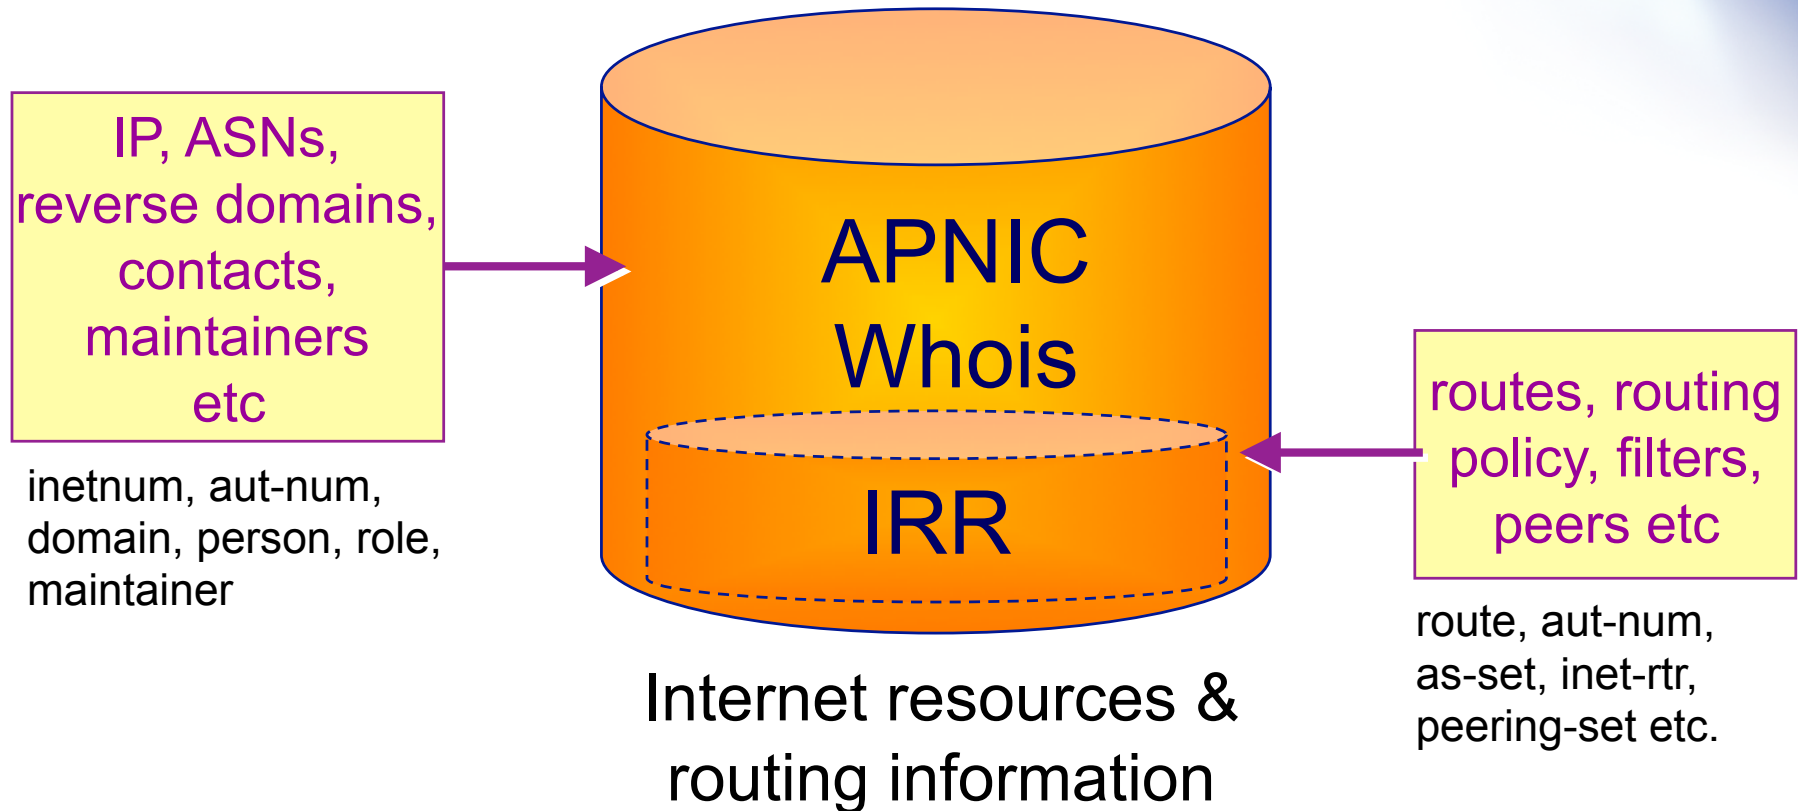 IP, ASNs,
reverse domains,
contacts,
maintainers
etc
inetnum, aut-num,
domain, person, role,
maintainer
APNIC
Whois
IRR
Internet resources &
routing information
routes, routing
policy, filters,
peers etc
route, aut-num,
as-set, inet-rtr,
peering-set etc.